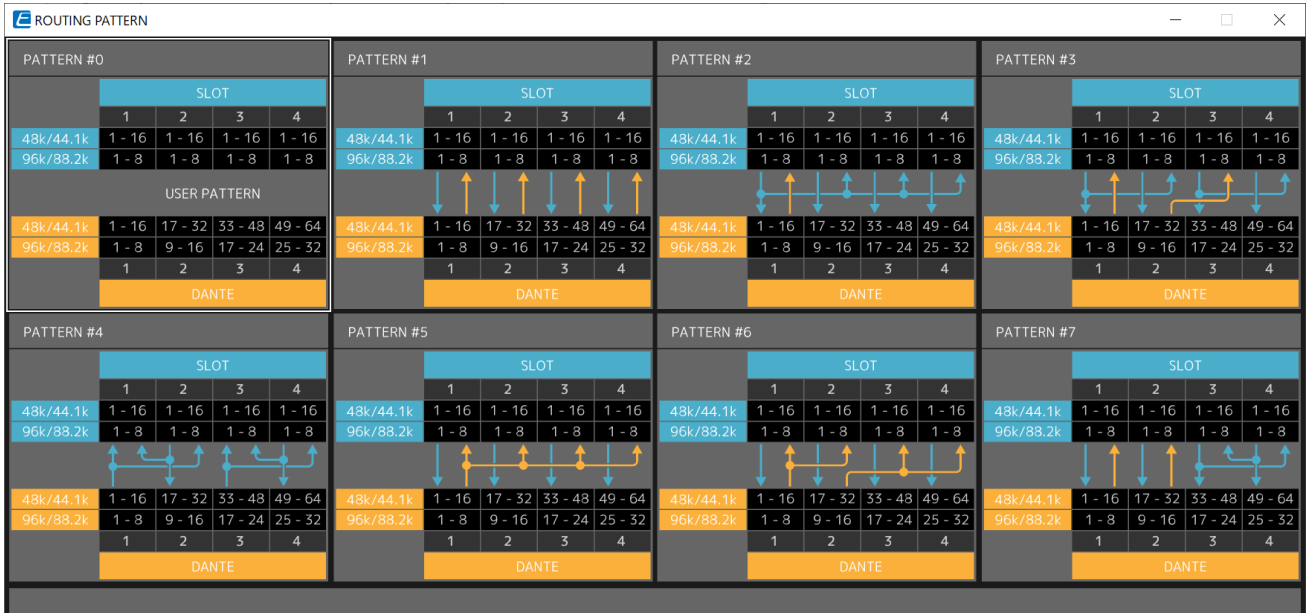 ROUTING PATTERN
PATTERN #0
SLOT
1 2 3 4
48k/44.1k 1 - 16 1 - 16 1 - 16 1 - 16
96k/88.2k 1 - 8 1 - 8 1 - 8 1 - 8
USER PATTERN
48k/44.1k 1 - 16 17 - 32 33 - 48 49 - 64
96k/88.2k 1 - 8 9 - 16 17 - 24 25 - 32
1 2 3 4
DANTE
PATTERN #1
SLOT
1 2 3 4
48k/44.1k 1 - 16 1 - 16 1 - 16 1 - 16
96k/88.2k 1 - 8 1 - 8 1 - 8 1 - 8
48k/44.1k 1 - 16 17 - 32 33 - 48 49 - 64
96k/88.2k 1 - 8 9 - 16 17 - 24 25 - 32
1 2 3 4
DANTE
PATTERN #2
SLOT
1 2 3 4
48k/44.1k 1 - 16 1 - 16 1 - 16 1 - 16
96k/88.2k 1 - 8 1 - 8 1 - 8 1 - 8
48k/44.1k 1 - 16 17 - 32 33 - 48 49 - 64
96k/88.2k 1 - 8 9 - 16 17 - 24 25 - 32
1 2 3 4
DANTE
PATTERN #3
SLOT
1 2 3 4
48k/44.1k 1 - 16 1 - 16 1 - 16 1 - 16
96k/88.2k 1 - 8 1 - 8 1 - 8 1 - 8
48k/44.1k 1 - 16 17 - 32 33 - 48 49 - 64
96k/88.2k 1 - 8 9 - 16 17 - 24 25 - 32
1 2 3 4
DANTE
PATTERN #4
SLOT
1 2 3 4
48k/44.1k 1 - 16 1 - 16 1 - 16 1 - 16
96k/88.2k 1 - 8 1 - 8 1 - 8 1 - 8
48k/44.1k 1 - 16 17 - 32 33 - 48 49 - 64
96k/88.2k 1 - 8 9 - 16 17 - 24 25 - 32
1 2 3 4
DANTE
PATTERN #5
SLOT
1 2 3 4
48k/44.1k 1 - 16 1 - 16 1 - 16 1 - 16
96k/88.2k 1 - 8 1 - 8 1 - 8 1 - 8
48k/44.1k 1 - 16 17 - 32 33 - 48 49 - 64
96k/88.2k 1 - 8 9 - 16 17 - 24 25 - 32
1 2 3 4
DANTE
PATTERN #6
SLOT
1 2 3 4
48k/44.1k 1 - 16 1 - 16 1 - 16 1 - 16
96k/88.2k 1 - 8 1 - 8 1 - 8 1 - 8
48k/44.1k 1 - 16 17 - 32 33 - 48 49 - 64
96k/88.2k 1 - 8 9 - 16 17 - 24 25 - 32
1 2 3 4
DANTE
PATTERN #7
SLOT
1 2 3 4
48k/44.1k 1 - 16 1 - 16 1 - 16 1 - 16
96k/88.2k 1 - 8 1 - 8 1 - 8 1 - 8
48k/44.1k 1 - 16 17 - 32 33 - 48 49 - 64
96k/88.2k 1 - 8 9 - 16 17 - 24 25 - 32
1 2 3 4
DANTE